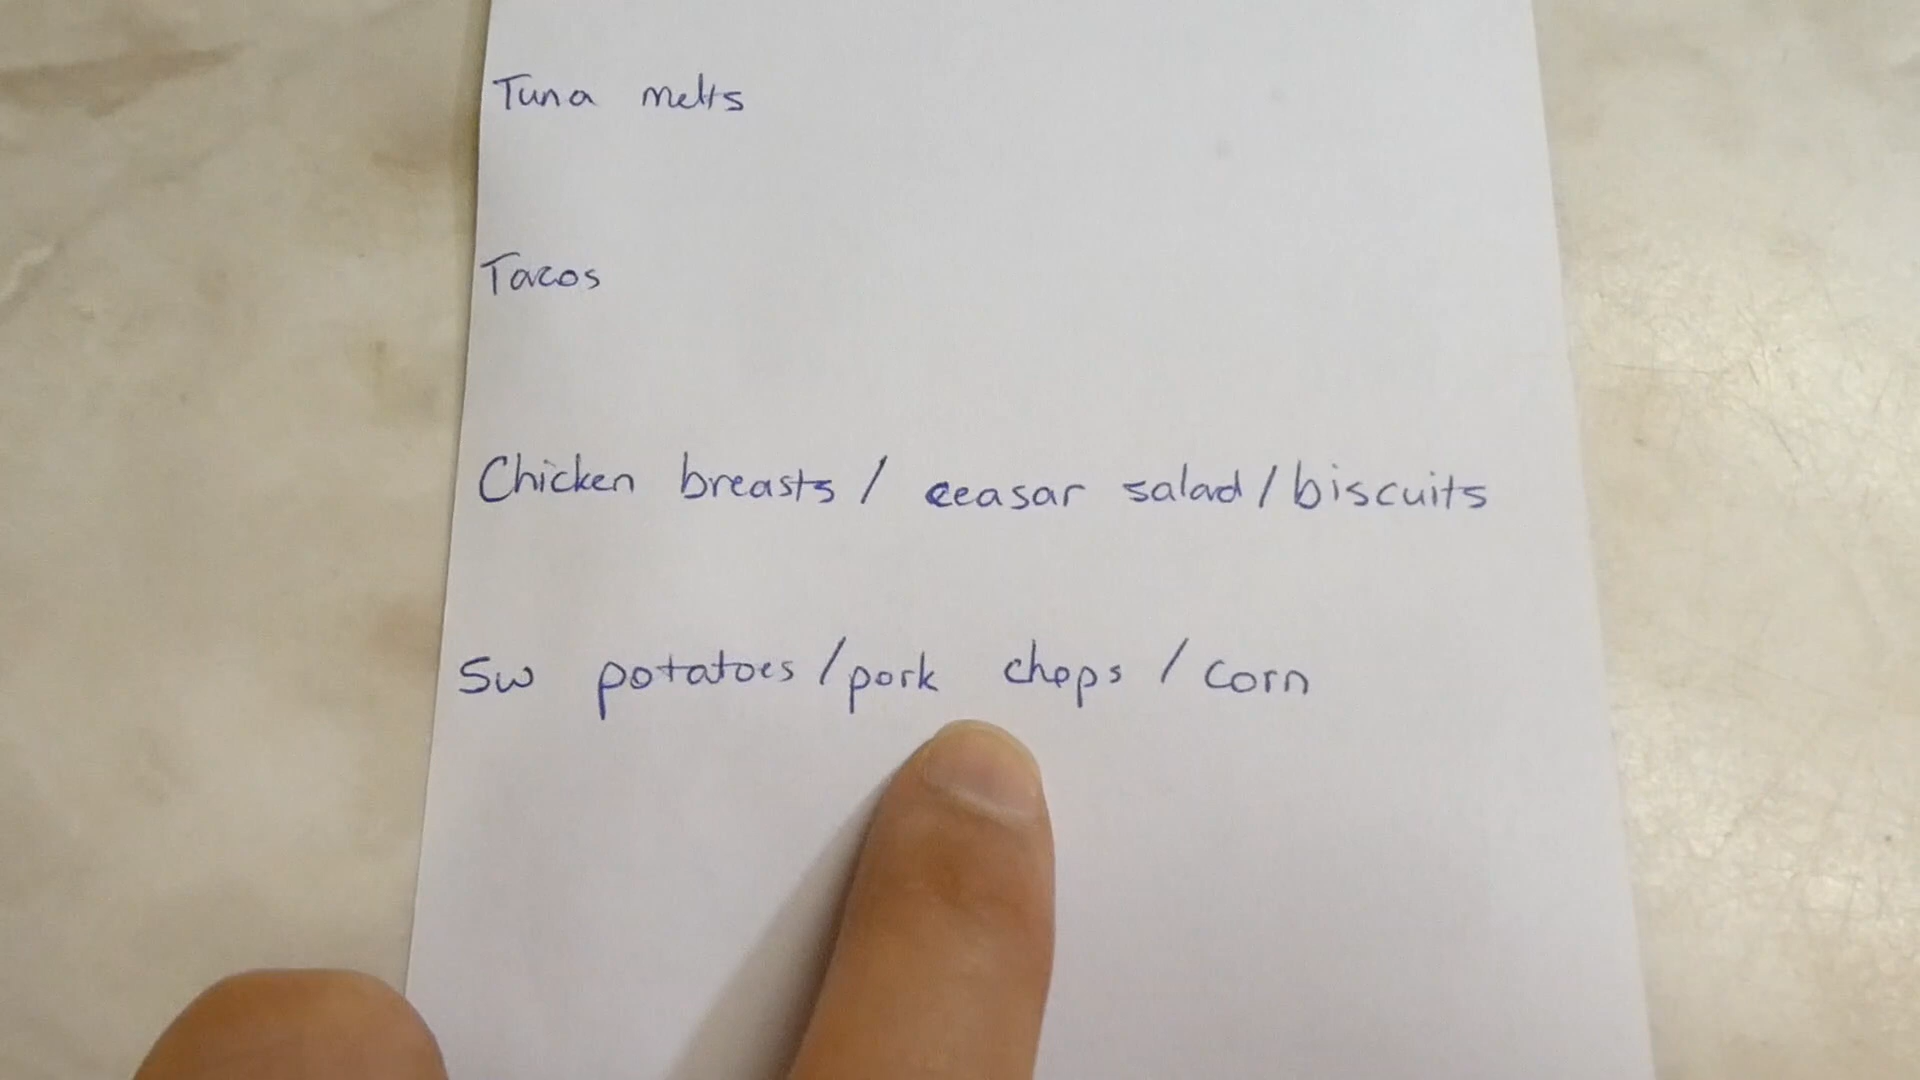 Tuna melts
Tacos
Chicken breasts / ceasar salad / biscuits
Sw potatoes / pork chops / corn